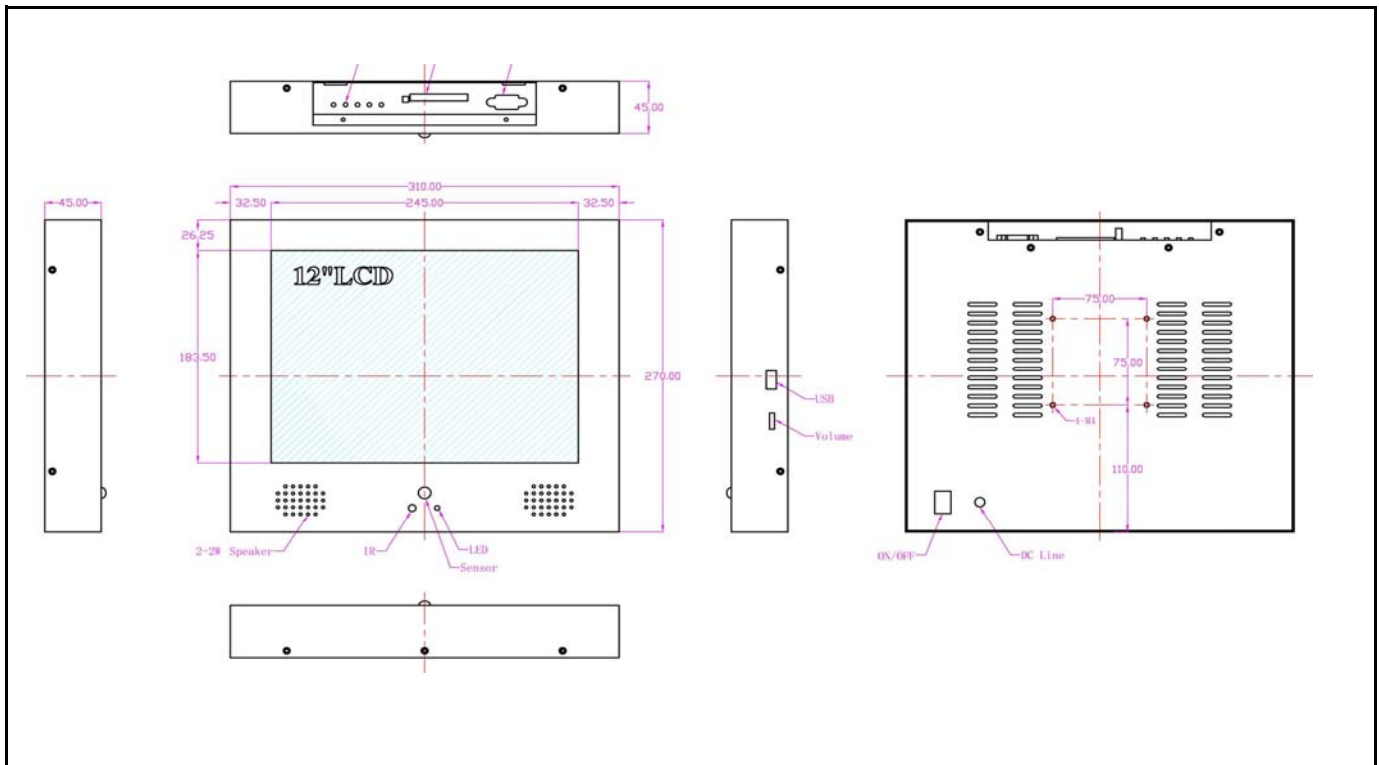 45.00
310.00
45.00
32.50
245.00
32.50
26.25
12"LCD
75.00
183.50
75.00
270.00
USB
4-M4
Volume
110.00
2-2W Speaker
IR
LED
Sensor
ON/OFF
DC Line